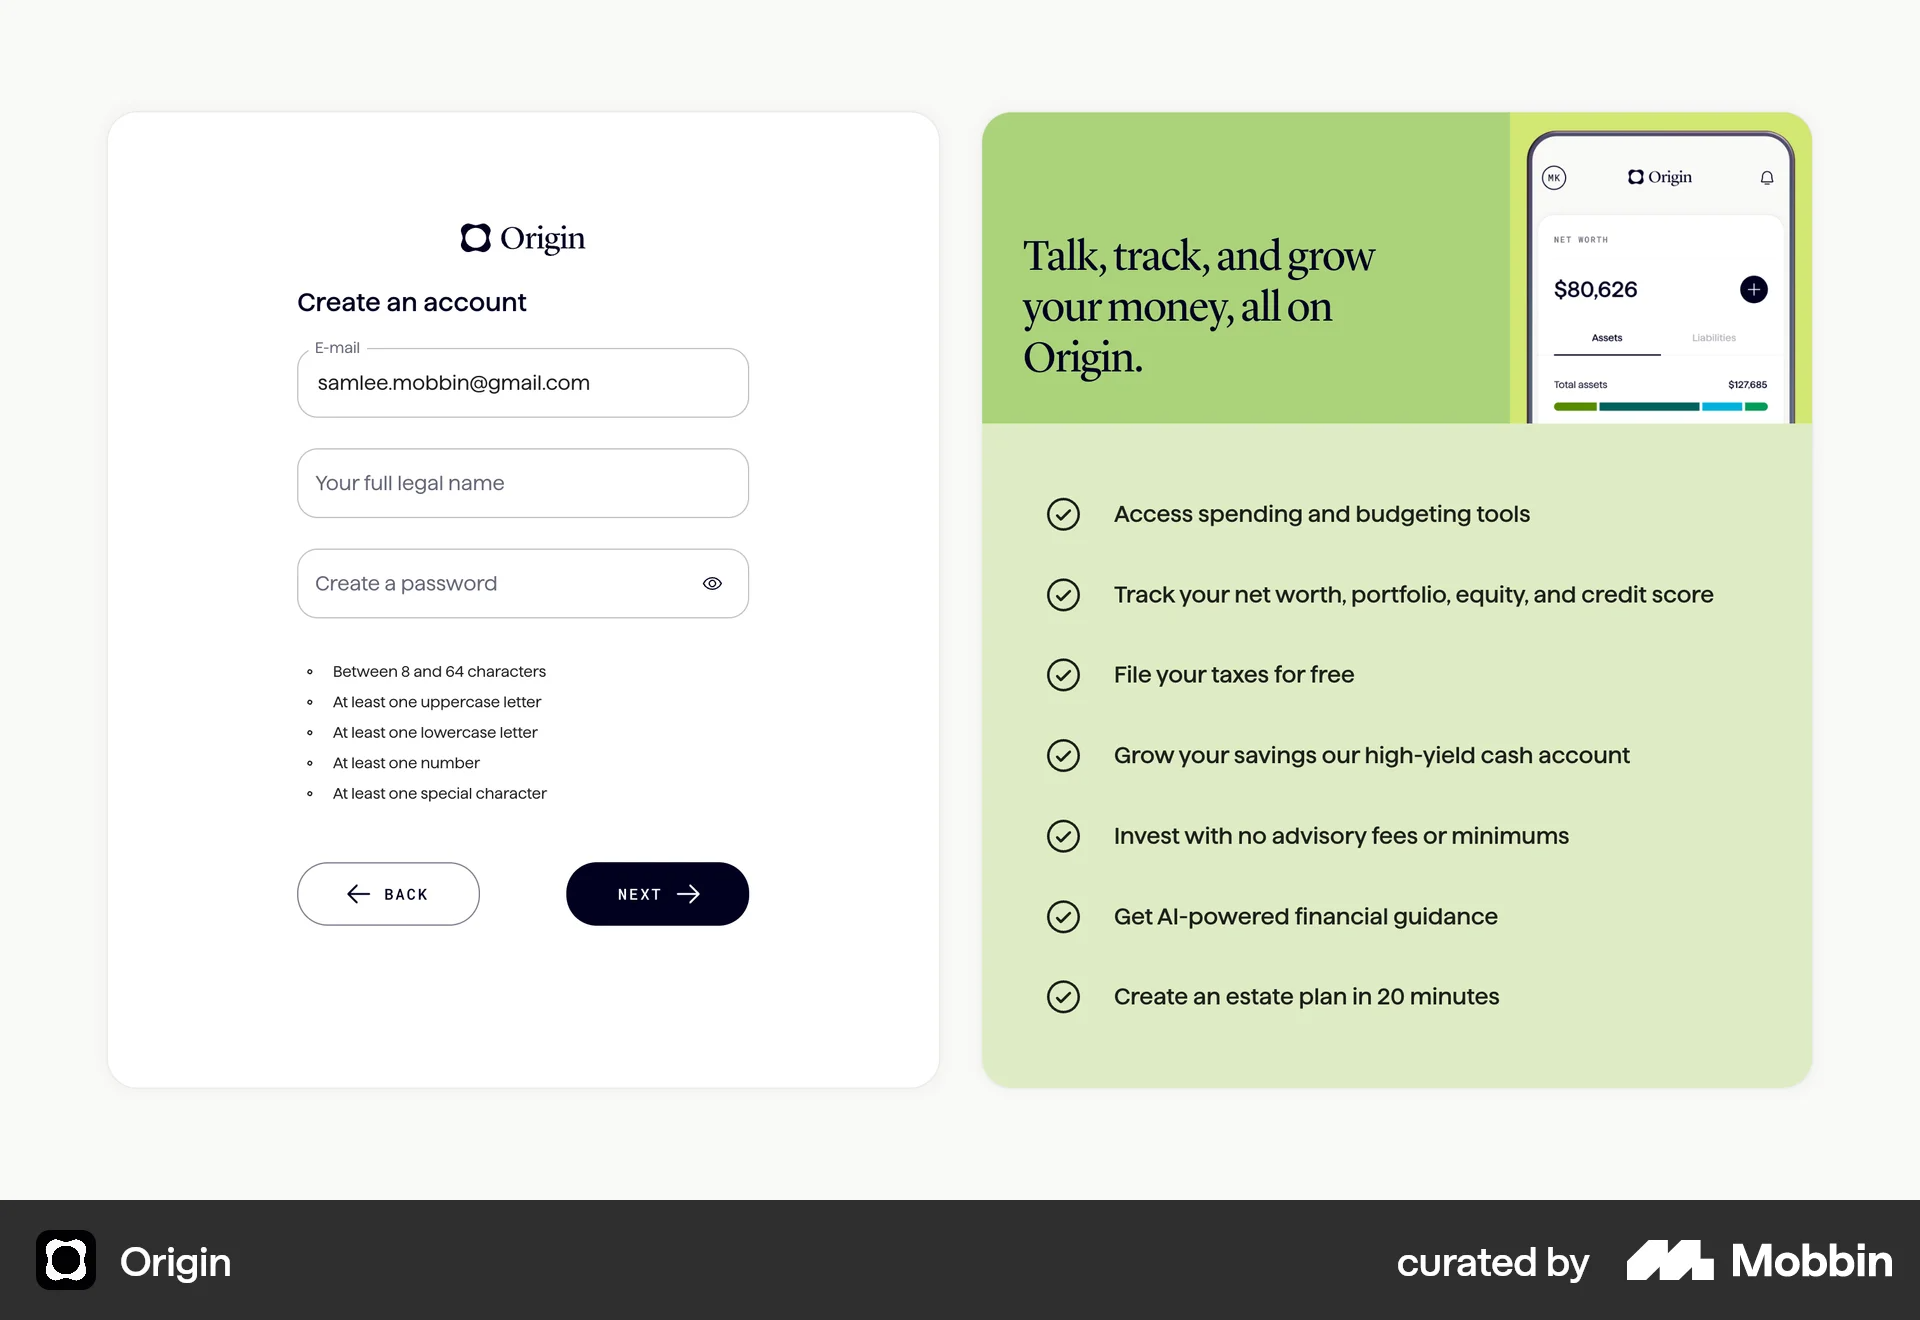 Origin
Create an account
E-mail
samlee.mobbin@gmail.com
Your full legal name
Create a password
Between 8 and 64 characters
At least one uppercase letter
At least one lowercase letter
At least one number
At least one special character
BACK
NEXT
Talk, track, and grow
your money, all on
Origin.
MK
Origin
NET WORTH
$80,626
Assets
Liabilities
Total assets
$127,685
Access spending and budgeting tools
Track your net worth, portfolio, equity, and credit score
File your taxes for free
Grow your savings our high-yield cash account
Invest with no advisory fees or minimums
Get AI-powered financial guidance
Create an estate plan in 20 minutes
Origin
curated by
Mobbin